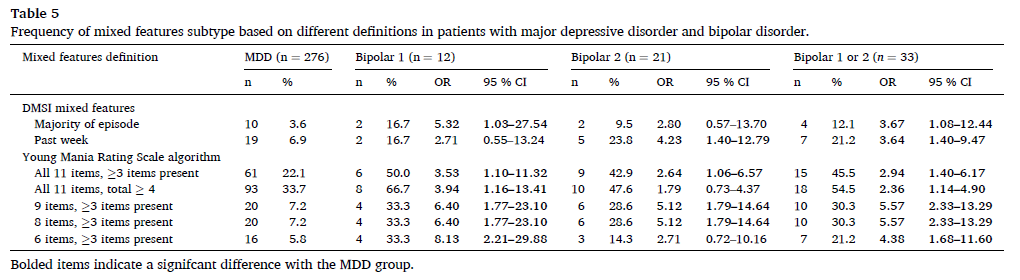 Table 5
Frequency of mixed features subtype based on different definitions in patients with major depressive disorder and bipolar disorder.
Mixed features definition MDD (n = 276) Bipolar 1 (n = 12) Bipolar 2 (n = 21) Bipolar 1 or 2 (n = 33)
n % n % OR 95 % CI n % OR 95 % CI n % OR 95 % CI
DMSI mixed features
Majority of episode 10 3.6 2 16.7 5.32 1.03–27.54 2 9.5 2.80 0.57–13.70 4 12.1 3.67 1.08–12.44
Past week 19 6.9 2 16.7 2.71 0.55–13.24 5 23.8 4.23 1.40–12.79 7 21.2 3.64 1.40–9.47
Young Mania Rating Scale algorithm
All 11 items, ≥3 items present 61 22.1 6 50.0 3.53 1.10–11.32 9 42.9 2.64 1.06–6.57 15 45.5 2.94 1.40–6.17
All 11 items, total ≥ 4 93 33.7 8 66.7 3.94 1.16–13.41 10 47.6 1.79 0.73–4.37 18 54.5 2.36 1.14–4.90
9 items, ≥3 items present 20 7.2 4 33.3 6.40 1.77–23.10 6 28.6 5.12 1.79–14.64 10 30.3 5.57 2.33–13.29
8 items, ≥3 items present 20 7.2 4 33.3 6.40 1.77–23.10 6 28.6 5.12 1.79–14.64 10 30.3 5.57 2.33–13.29
6 items, ≥3 items present 16 5.8 4 33.3 8.13 2.21–29.88 3 14.3 2.71 0.72–10.16 7 21.2 4.38 1.68–11.60
Bolded items indicate a signifcant difference with the MDD group.